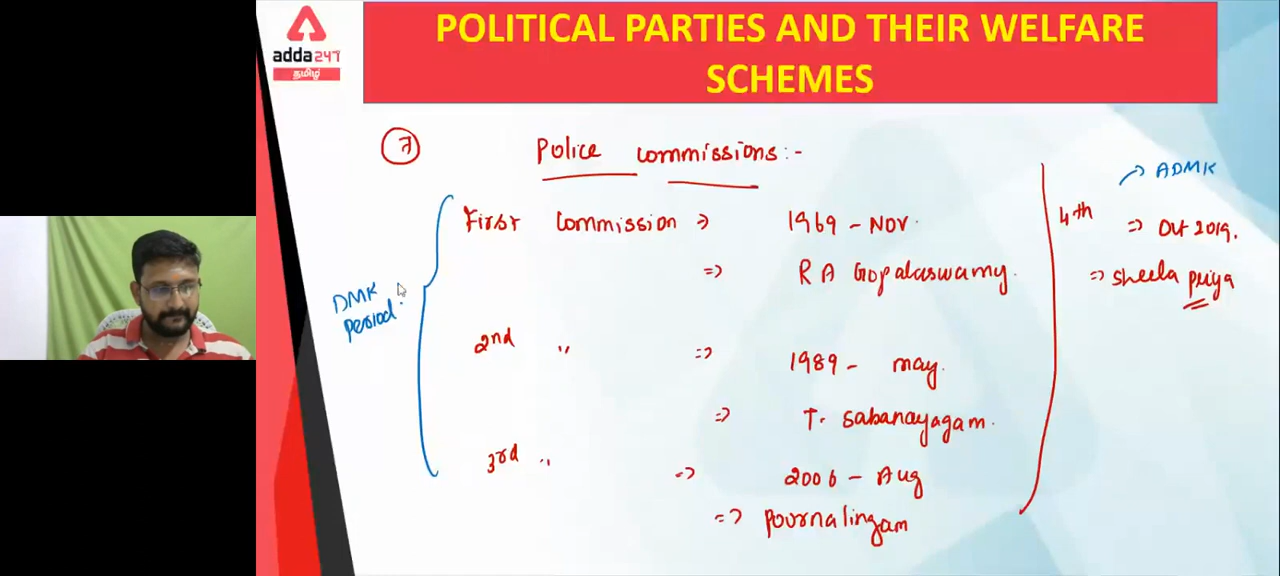 adda247
தமிழ்
POLITICAL PARTIES AND THEIR WELFARE
SCHEMES
7
Police commissions:-
First Commission => 1969 - Nov.
=> R A Gopalaswamy.
DMK
period.
2nd " => 1989 - may.
=> T. Sabanayagam.
3rd " => 2006 - Aug
=> Pournalingam
-> ADMK
4th => Oct 2019.
=> Sheela priya